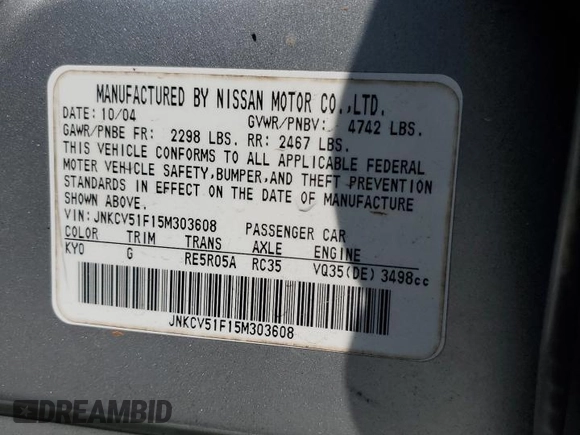 MANUFACTURED BY NISSAN MOTOR CO.,LTD.
DATE: 10/04 GVWR/PNBV: 4742 LBS.
GAWR/PNBE FR: 2298 LBS. RR: 2467 LBS.
THIS VEHICLE CONFORMS TO ALL APPLICABLE FEDERAL
MOTOR VEHICLE SAFETY,BUMPER,AND THEFT PREVENTION
STANDARDS IN EFFECT ON THE DATE OF MANUFACTURE
SHOWN ABOVE.
VIN: JNKCV51F15M303608 PASSENGER CAR
COLOR TRIM TRANS AXLE ENGINE
KY0 G RE5R05A RC35 VQ35(DE) 3498cc
JNKCV51F15M303608
DREAMBID